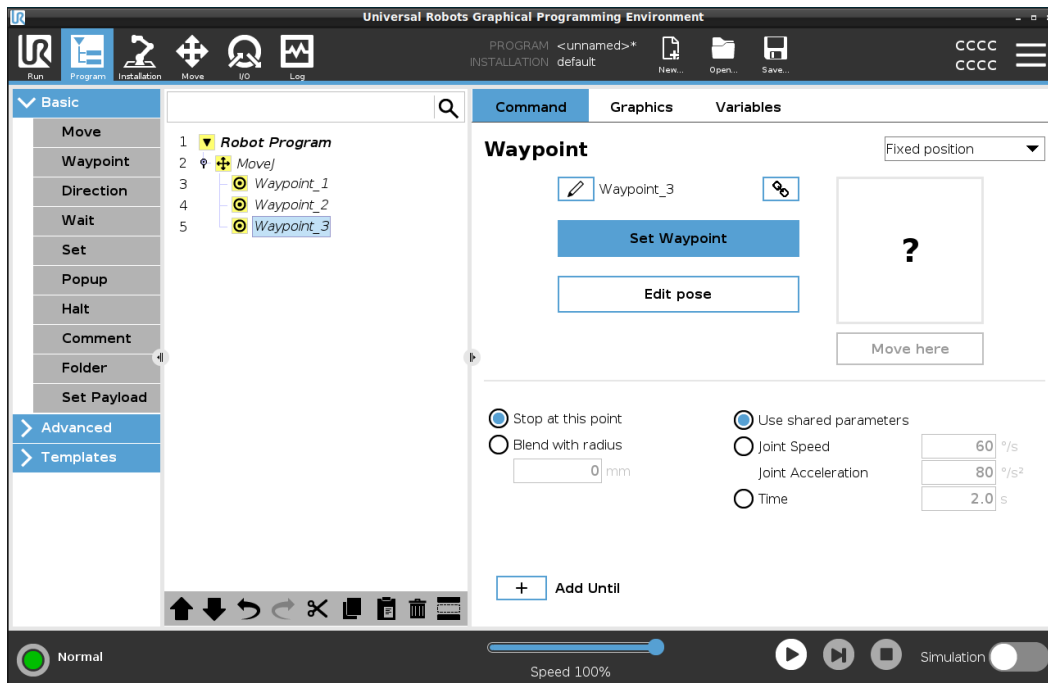 UR
Universal Robots Graphical Programming Environment
Run
Program
Installation
Move
I/O
Log
PROGRAM <unnamed>*
INSTALLATION default
New...
Open...
Save...
CCCC
CCCC
Basic
Move
Waypoint
Direction
Wait
Set
Popup
Halt
Comment
Folder
Set Payload
Advanced
Templates
1 Robot Program
2 MoveJ
3 Waypoint_1
4 Waypoint_2
5 Waypoint_3
Command Graphics Variables
Waypoint
Fixed position
Waypoint_3
Set Waypoint
Edit pose
?
Move here
Stop at this point
Blend with radius
0 mm
Use shared parameters
Joint Speed 60 °/s
Joint Acceleration 80 °/s²
Time 2.0 s
+ Add Until
Normal
Speed 100%
Simulation